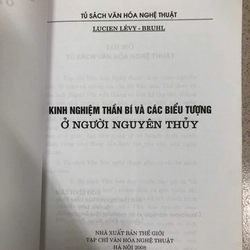 TỦ SÁCH VĂN HÓA NGHỆ THUẬT
LUCIEN LÉVY - BRUHL
KINH NGHIỆM THẦN BÍ VÀ CÁC BIỂU TƯỢNG
Ở NGƯỜI NGUYÊN THỦY
NHÀ XUẤT BẢN THẾ GIỚI
TẠP CHÍ VĂN HÓA NGHỆ THUẬT
HÀ NỘI 2008